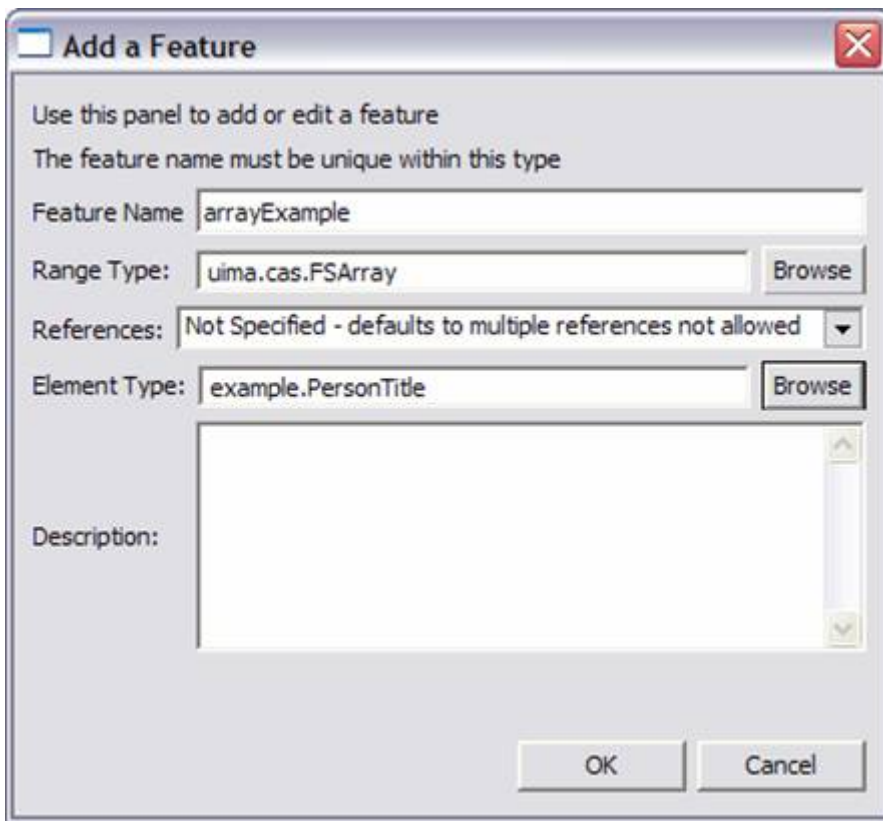 Add a Feature
Use this panel to add or edit a feature
The feature name must be unique within this type
Feature Name arrayExample
Range Type: uima.cas.FSArray Browse
References: Not Specified - defaults to multiple references not allowed
Element Type: example.PersonTitle Browse
Description:
OK Cancel